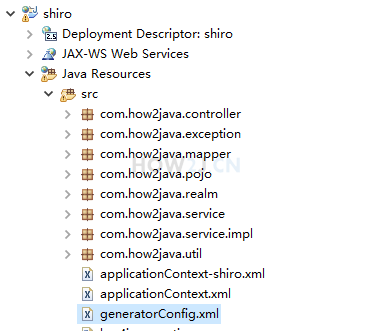 shiro
Deployment Descriptor: shiro
JAX-WS Web Services
Java Resources
src
com.how2java.controller
com.how2java.exception
com.how2java.mapper
com.how2java.pojo
com.how2java.realm
com.how2java.service
com.how2java.service.impl
com.how2java.util
applicationContext-shiro.xml
applicationContext.xml
generatorConfig.xml